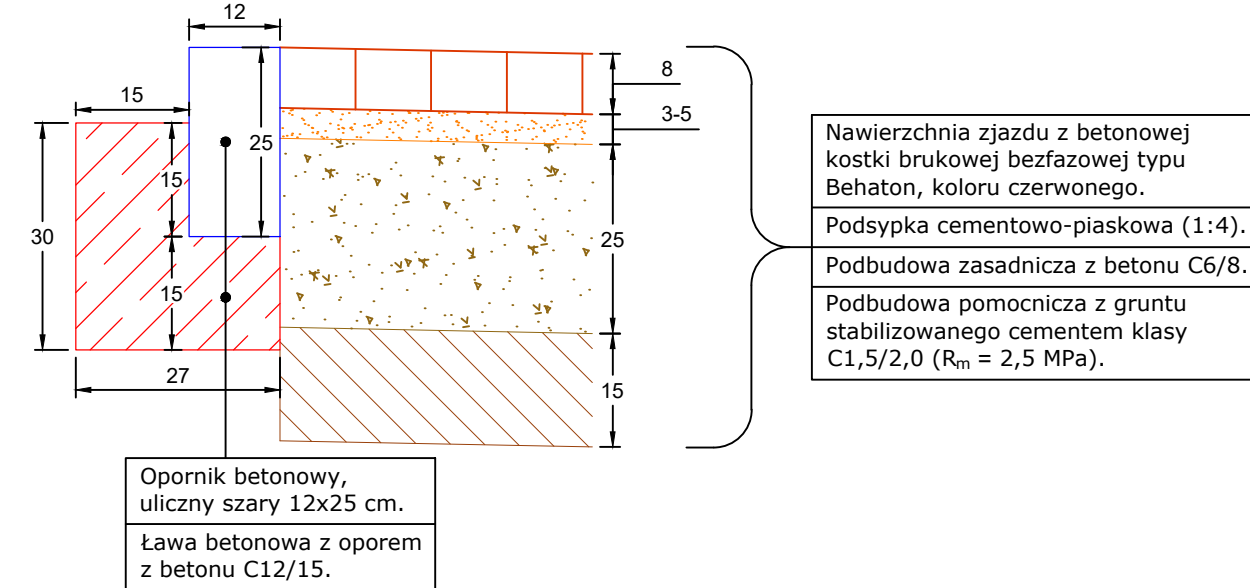 12
15
8
3-5
25
15
30
15
25
15
27
Nawierzchnia zjazdu z betonowej
kostki brukowej bezfazowej typu
Behaton, koloru czerwonego.
Podsypka cementowo-piaskowa (1:4).
Podbudowa zasadnicza z betonu C6/8.
Podbudowa pomocnicza z gruntu
stabilizowanego cementem klasy
C1,5/2,0 (Rₘ = 2,5 MPa).
Opornik betonowy,
uliczny szary 12x25 cm.
Ława betonowa z oporem
z betonu C12/15.